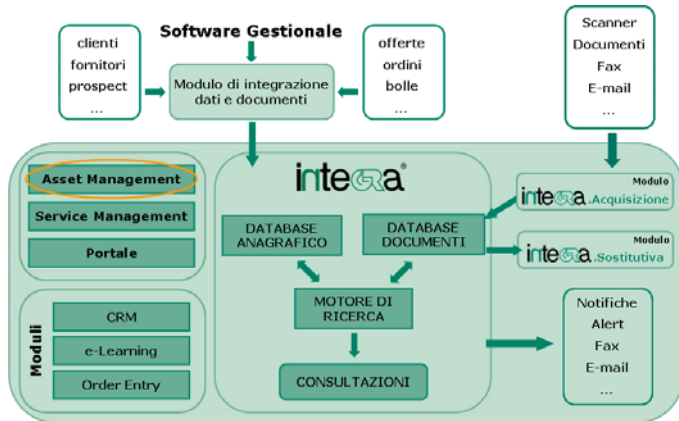 Software Gestionale
clienti
fornitori
prospect
...
Modulo di integrazione
dati e documenti
offerte
ordini
bolle
...
Scanner
Documenti
Fax
E-mail
...
Asset Management
Service Management
Portale
Moduli
CRM
e-Learning
Order Entry
inteGRa®
DATABASE
ANAGRAFICO
DATABASE
DOCUMENTI
MOTORE DI
RICERCA
CONSULTAZIONI
Modulo
inteGRa.Acquisizione
Modulo
inteGRa.Sostitutiva
Notifiche
Alert
Fax
E-mail
...